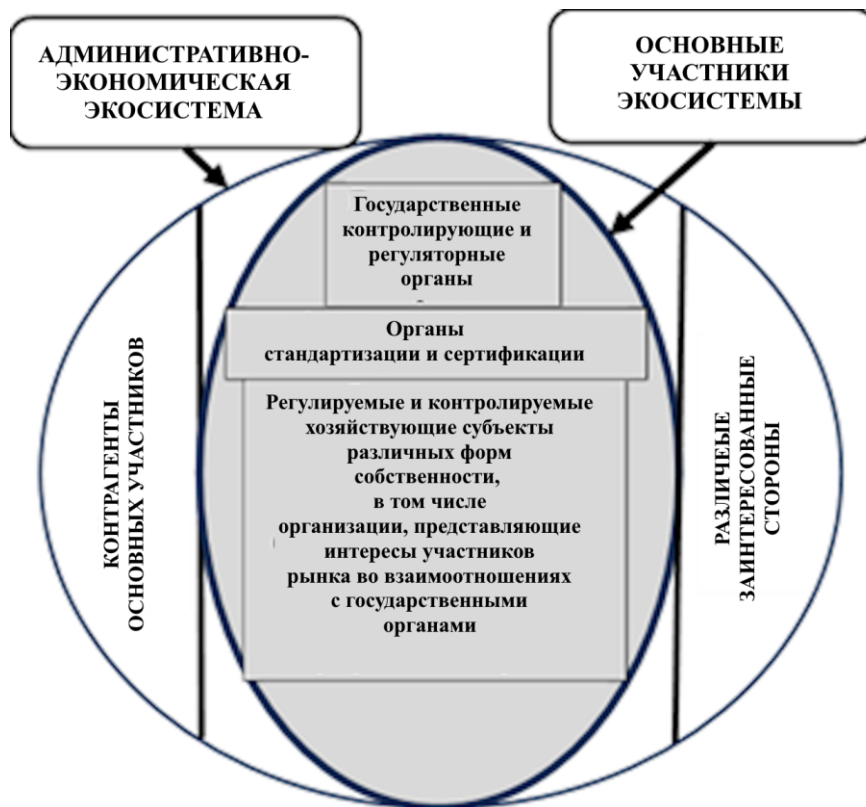 АДМИНИСТРАТИВНО-
ЭКОНОМИЧЕСКАЯ
ЭКОСИСТЕМА
ОСНОВНЫЕ
УЧАСТНИКИ
ЭКОСИСТЕМЫ
Государственные
контролирующие и
регуляторные
органы
Органы
стандартизации и сертификации
Регулируемые и контролируемые
хозяйствующие субъекты
различных форм
собственности,
в том числе
организации, представляющие
интересы участников
рынка во взаимоотношениях
с государственными
органами
КОНТРАГЕНТЫ
ОСНОВНЫХ УЧАСТНИКОВ
РАЗЛИЧЕЫЕ
ЗАИНТЕРЕСОВАННЫЕ
СТОРОНЫ